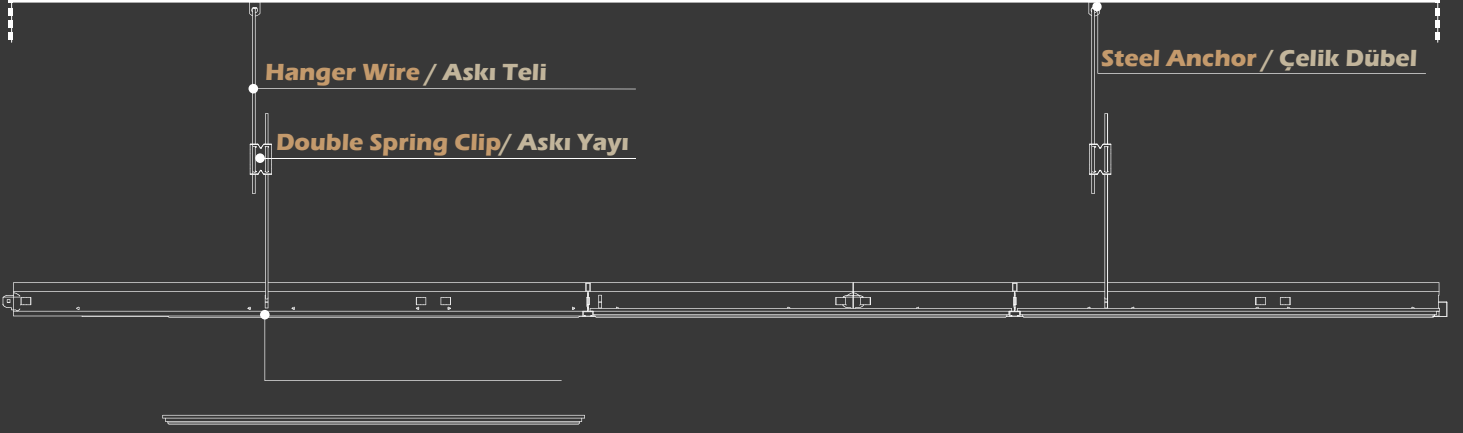 Steel Anchor / Çelik Dübel
Hanger Wire / Askı Teli
Double Spring Clip/ Askı Yayı